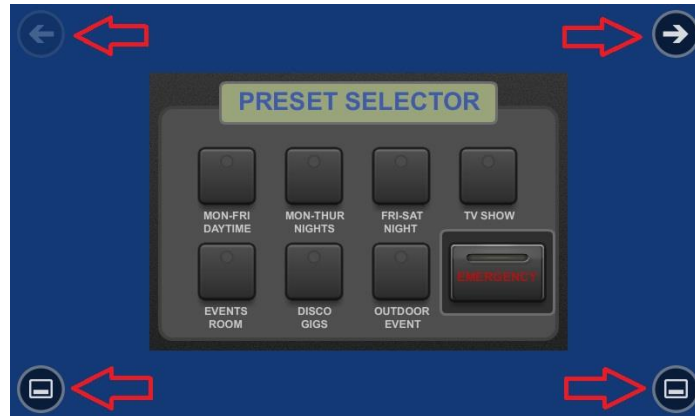 PRESET SELECTOR
MON-FRI
DAYTIME
MON-THUR
NIGHTS
FRI-SAT
NIGHT
TV SHOW
EVENTS
ROOM
DISCO
GIGS
OUTDOOR
EVENT
EMERGENCY